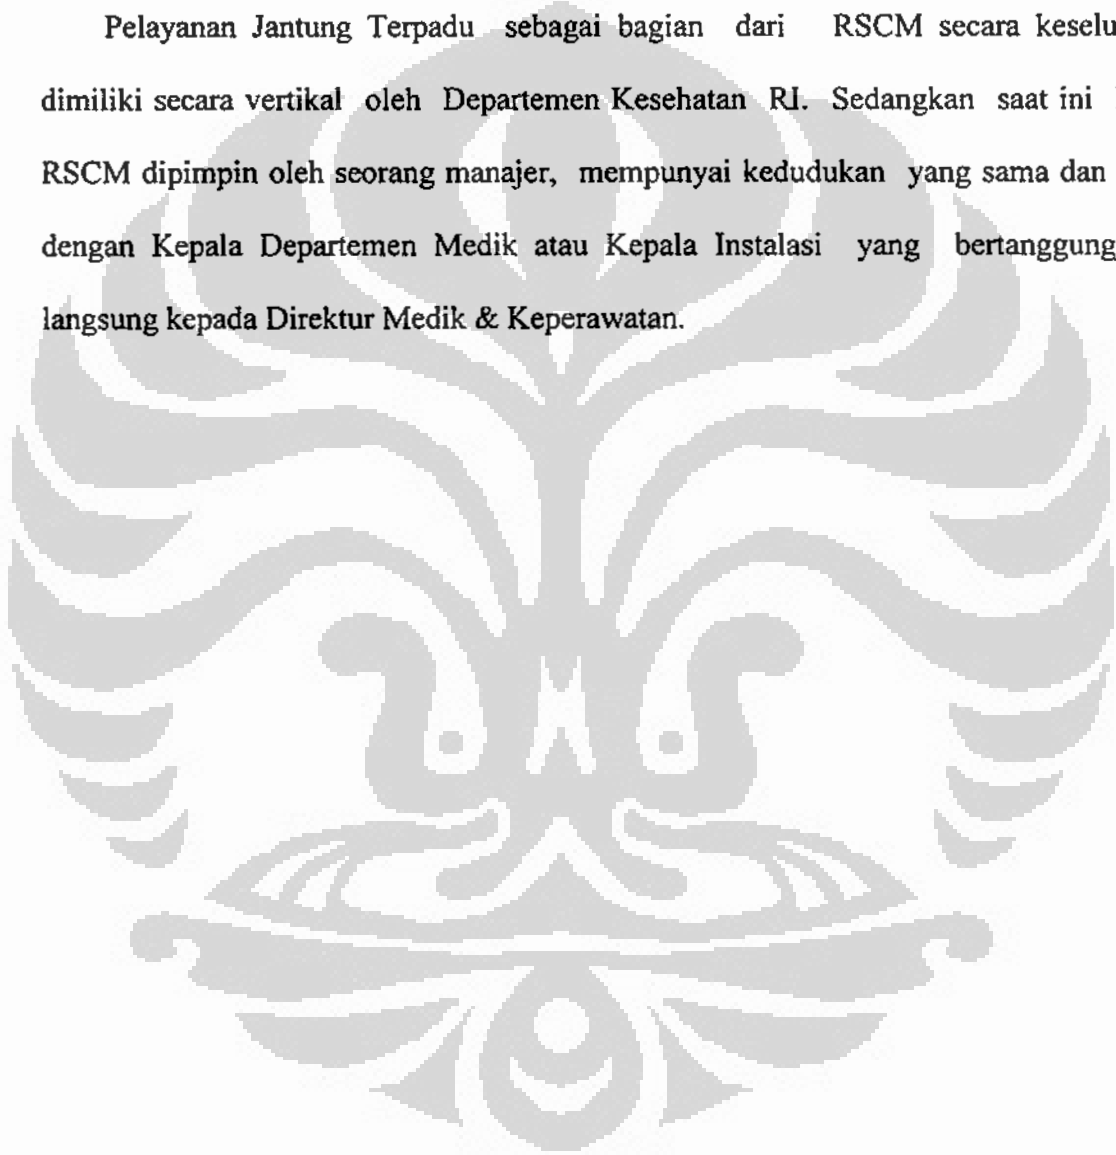 Pelayanan Jantung Terpadu sebagai bagian dari RSCM secara keselu
dimiliki secara vertikal oleh Departemen Kesehatan RI. Sedangkan saat ini
RSCM dipimpin oleh seorang manajer, mempunyai kedudukan yang sama dan
dengan Kepala Departemen Medik atau Kepala Instalasi yang bertanggung
langsung kepada Direktur Medik & Keperawatan.